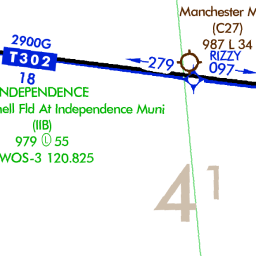 Manchester M
(C27)
987 L 34
RIZZY
2900G
T302
279
097
18
NDEPENDENCE
nell Fld At Independence Muni
(IIB)
979 Ⓛ 55
WOS-3 120.825
41